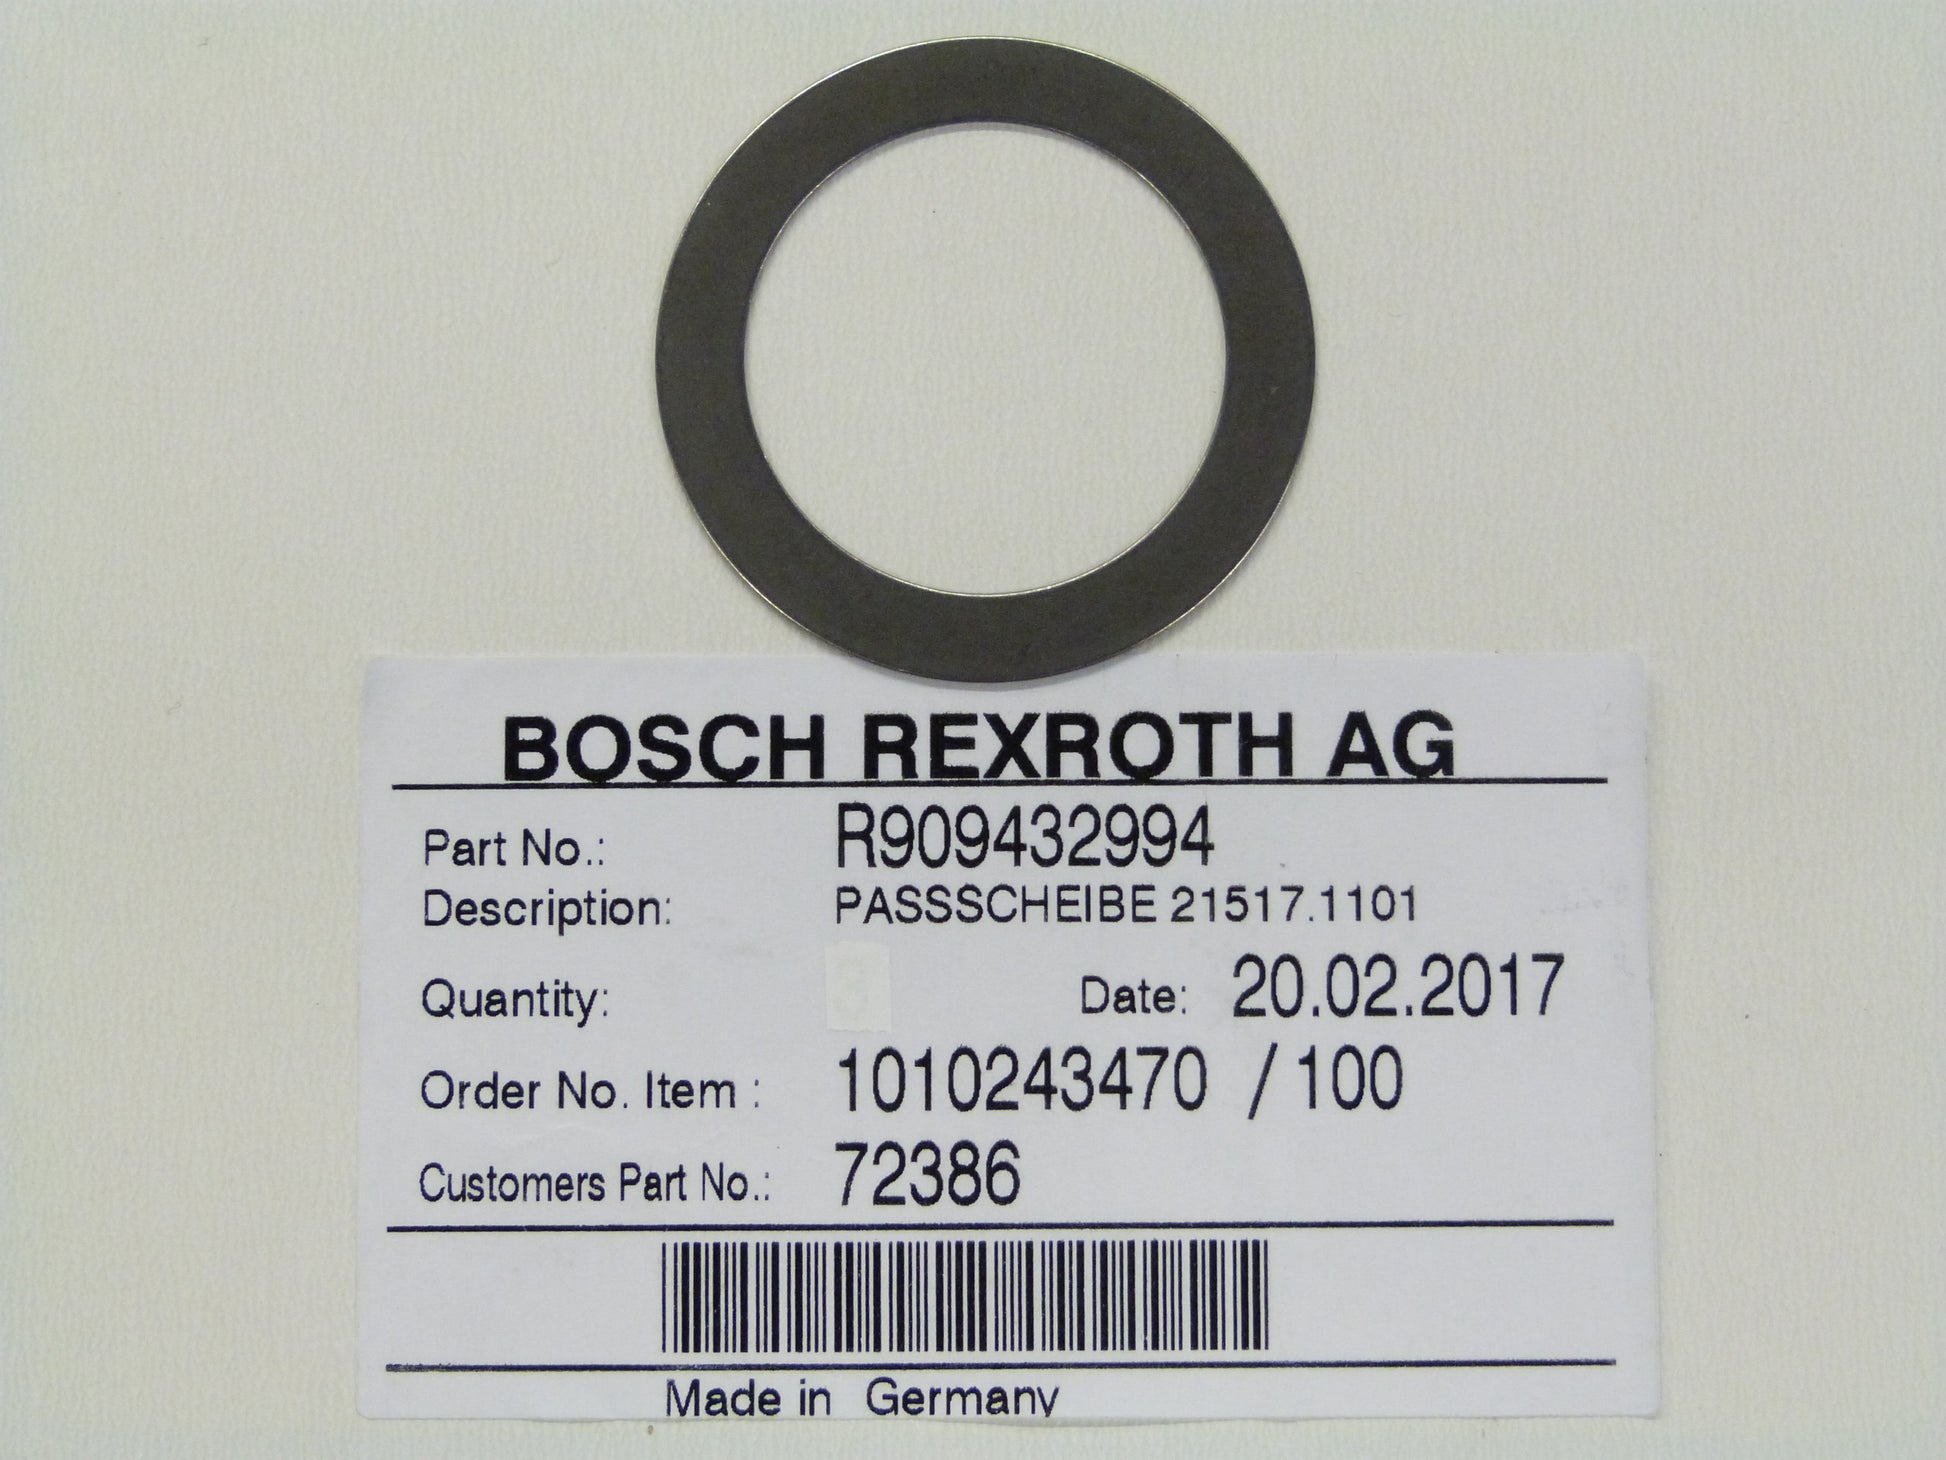 BOSCH REXROTH AG
Part No.: R909432994
Description: PASSSCHEIBE 21517.1101
Quantity: Date: 20.02.2017
Order No. Item : 1010243470 / 100
Customers Part No.: 72386
Made in Germany